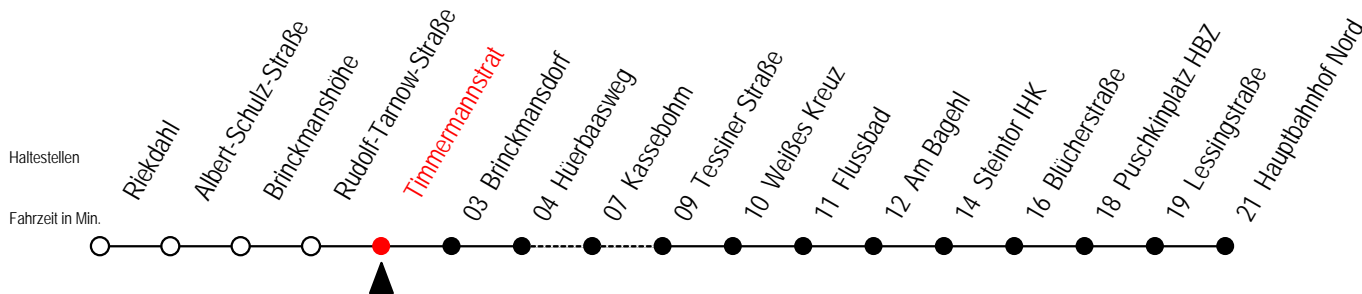 Haltestellen
Fahrzeit in Min.
Riekdahl
Albert-Schulz-Straße
Brinckmanshöhe
Rudolf-Tarnow-Straße
Timmermannstrat
03 Brinckmansdorf
04 Hüerbaasweg
07 Kassebohm
09 Tessiner Straße
10 Weißes Kreuz
11 Flussbad
12 Am Bagehl
14 Steintor IHK
16 Blücherstraße
18 Puschkinplatz HBZ
19 Lessingstraße
21 Hauptbahnhof Nord